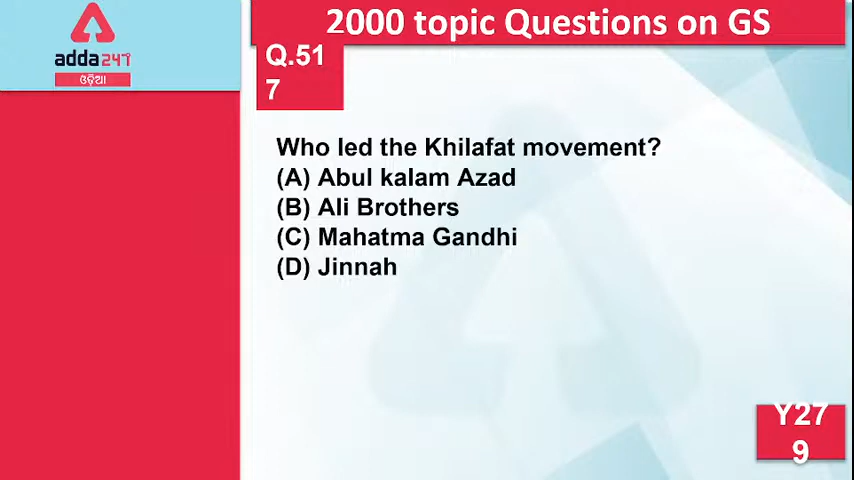 2000 topic Questions on GS
adda247
ଓଡ଼ିଆ
Q.51
7
Who led the Khilafat movement?
(A) Abul kalam Azad
(B) Ali Brothers
(C) Mahatma Gandhi
(D) Jinnah
Y27
9